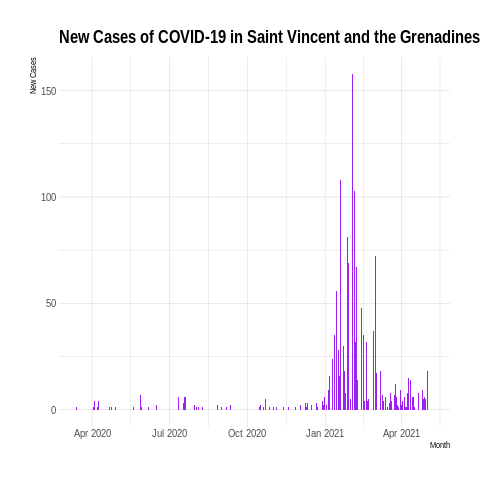 New Cases of COVID-19 in Saint Vincent and the Grenadines
New Cases
150
100
50
0
Apr 2020 Jul 2020 Oct 2020 Jan 2021 Apr 2021
Month